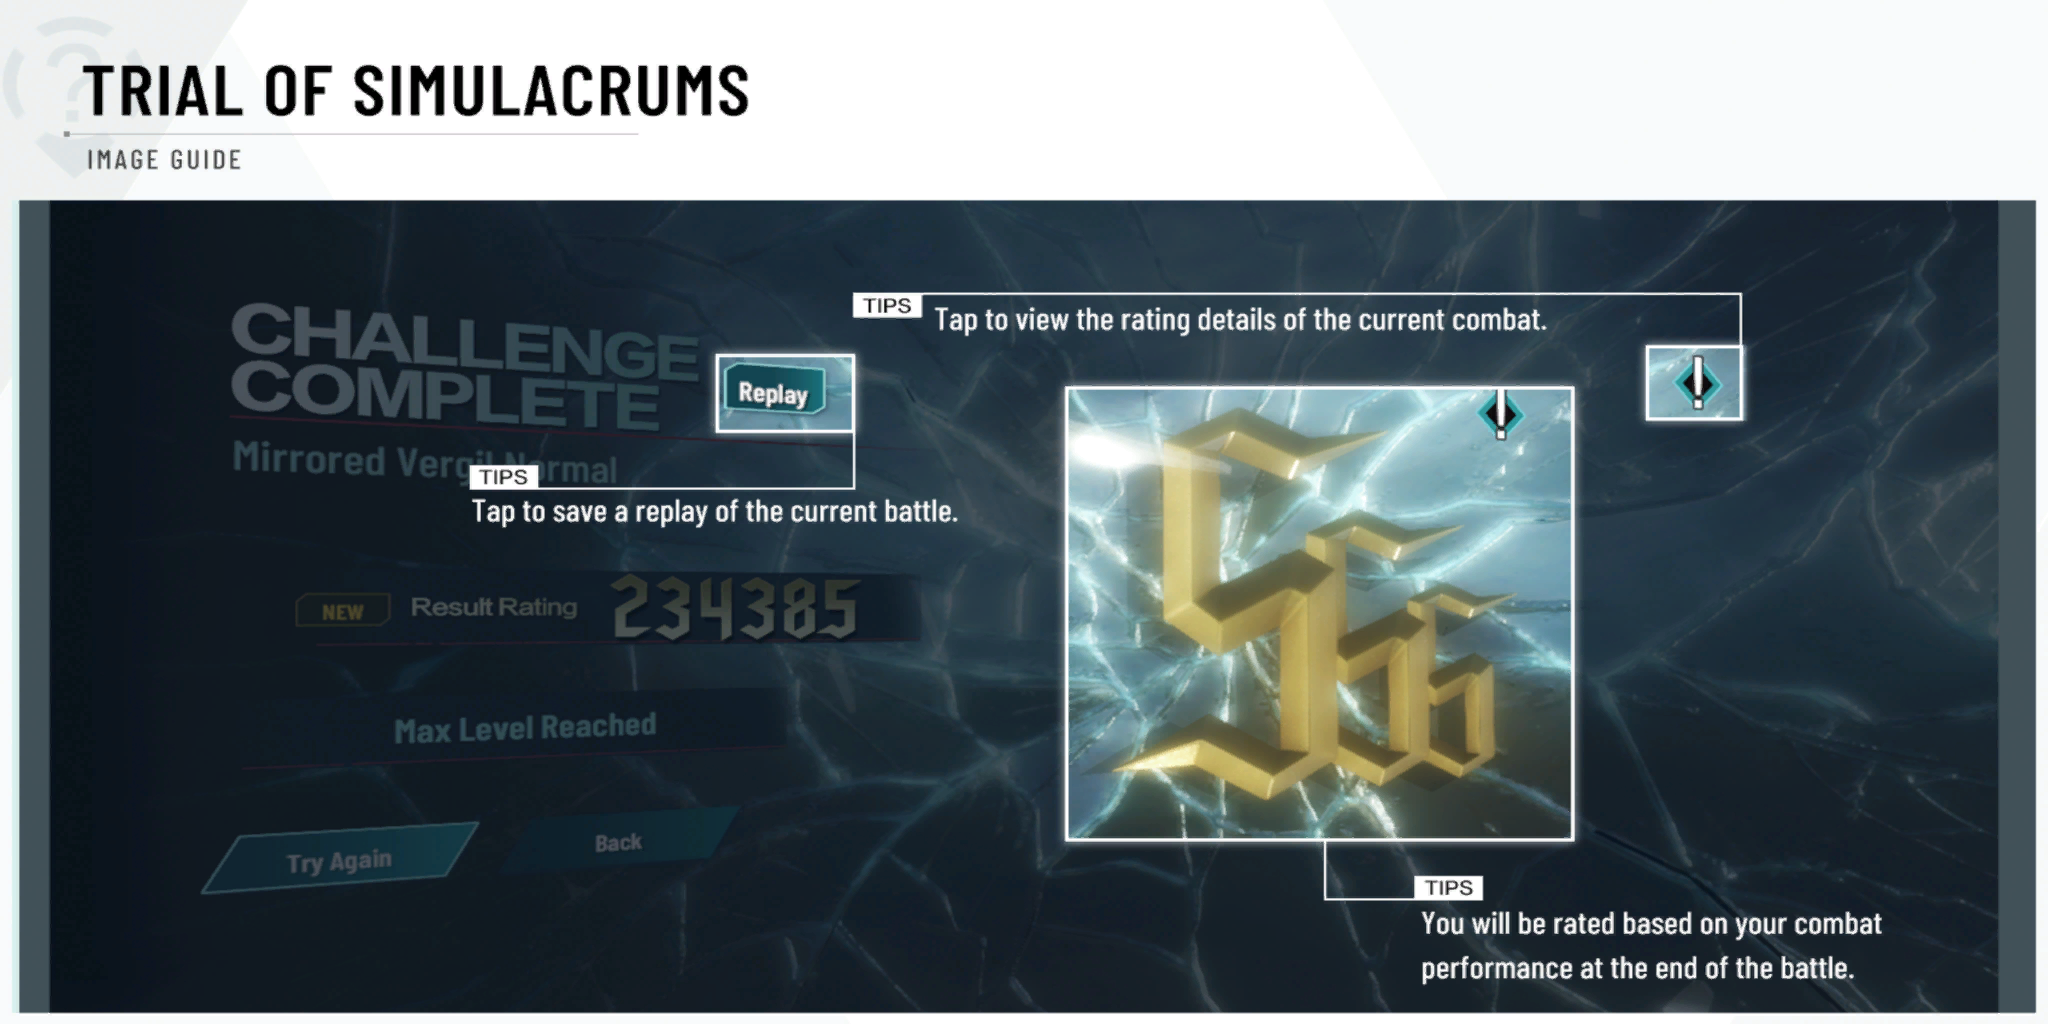 TRIAL OF SIMULACRUMS
IMAGE GUIDE
TIPS
Tap to view the rating details of the current combat.
CHALLENGE
COMPLETE
Replay
Mirrored Vergil Normal
TIPS
Tap to save a replay of the current battle.
SSS
NEW
Result Rating
234385
Max Level Reached
Try Again
Back
TIPS
You will be rated based on your combat
performance at the end of the battle.